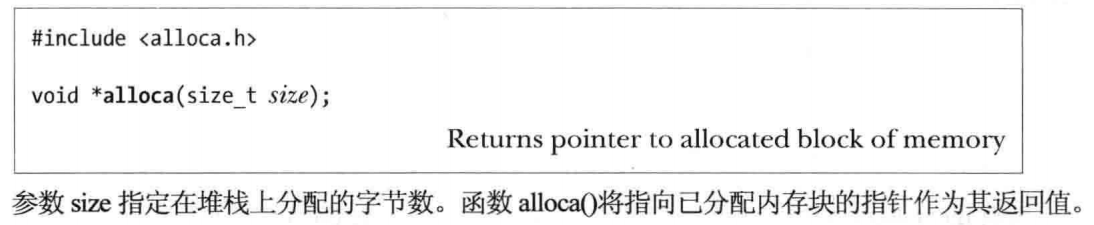 #include <alloca.h>
void *alloca(size_t size);
Returns pointer to allocated block of memory
参数 size 指定在堆栈上分配的字节数。函数 alloca()将指向已分配内存块的指针作为其返回值。